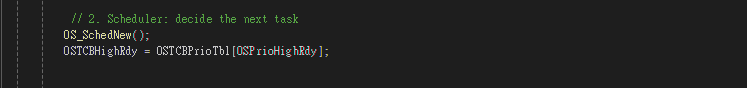 // 2. Scheduler: decide the next task
OS_SchedNew();
OSTCBHighRdy = OSTCBPrioTbl[OSPrioHighRdy];